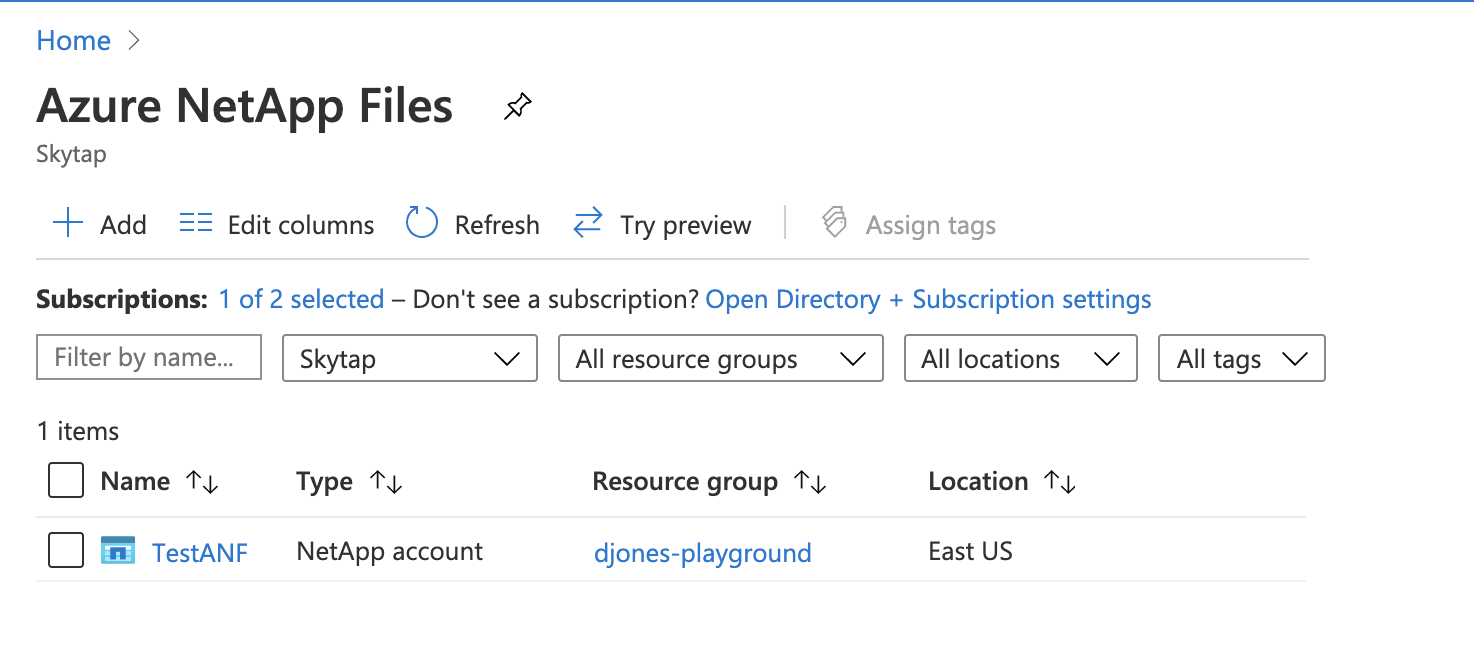 Home
Azure NetApp Files
Skytap
Add Edit columns Refresh Try preview Assign tags
Subscriptions: 1 of 2 selected – Don't see a subscription? Open Directory + Subscription settings
Filter by name... Skytap All resource groups All locations All tags
1 items
Name Type Resource group Location
TestANF NetApp account djones-playground East US